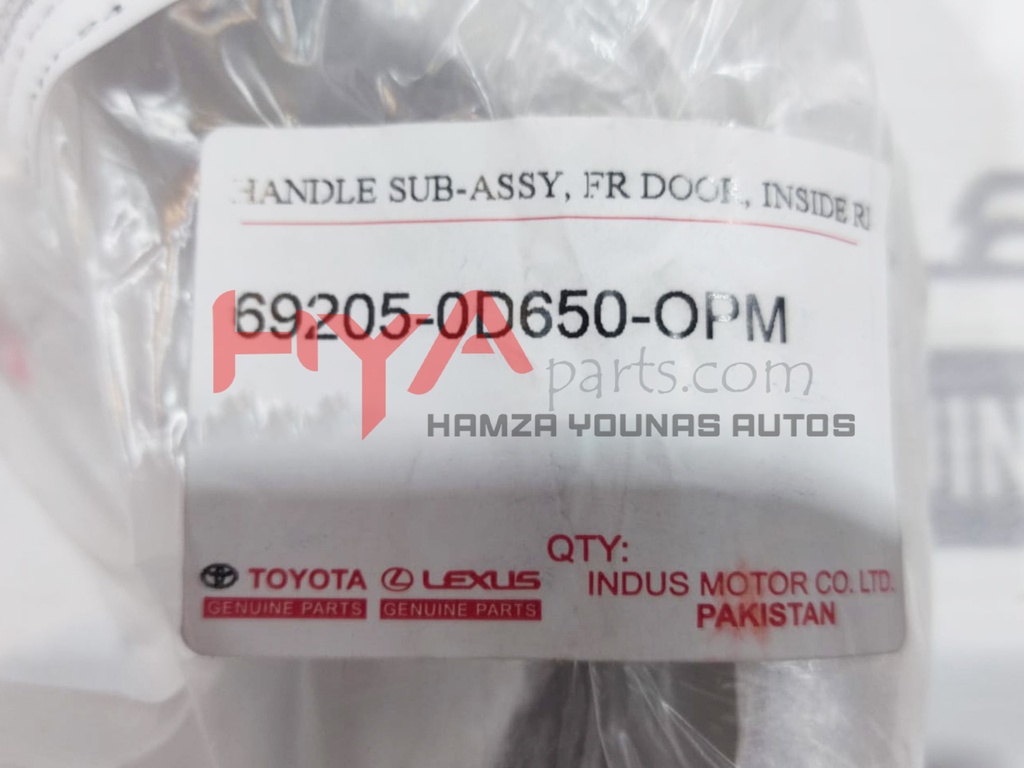 HANDLE SUB-ASSY, FR DOOR, INSIDE
69205-0D650-OPM
HYA parts.com
HAMZA YOUNAS AUTOS
QTY:
TOYOTA LEXUS INDUS MOTOR CO. LTD.
GENUINE PARTS GENUINE PARTS PAKISTAN